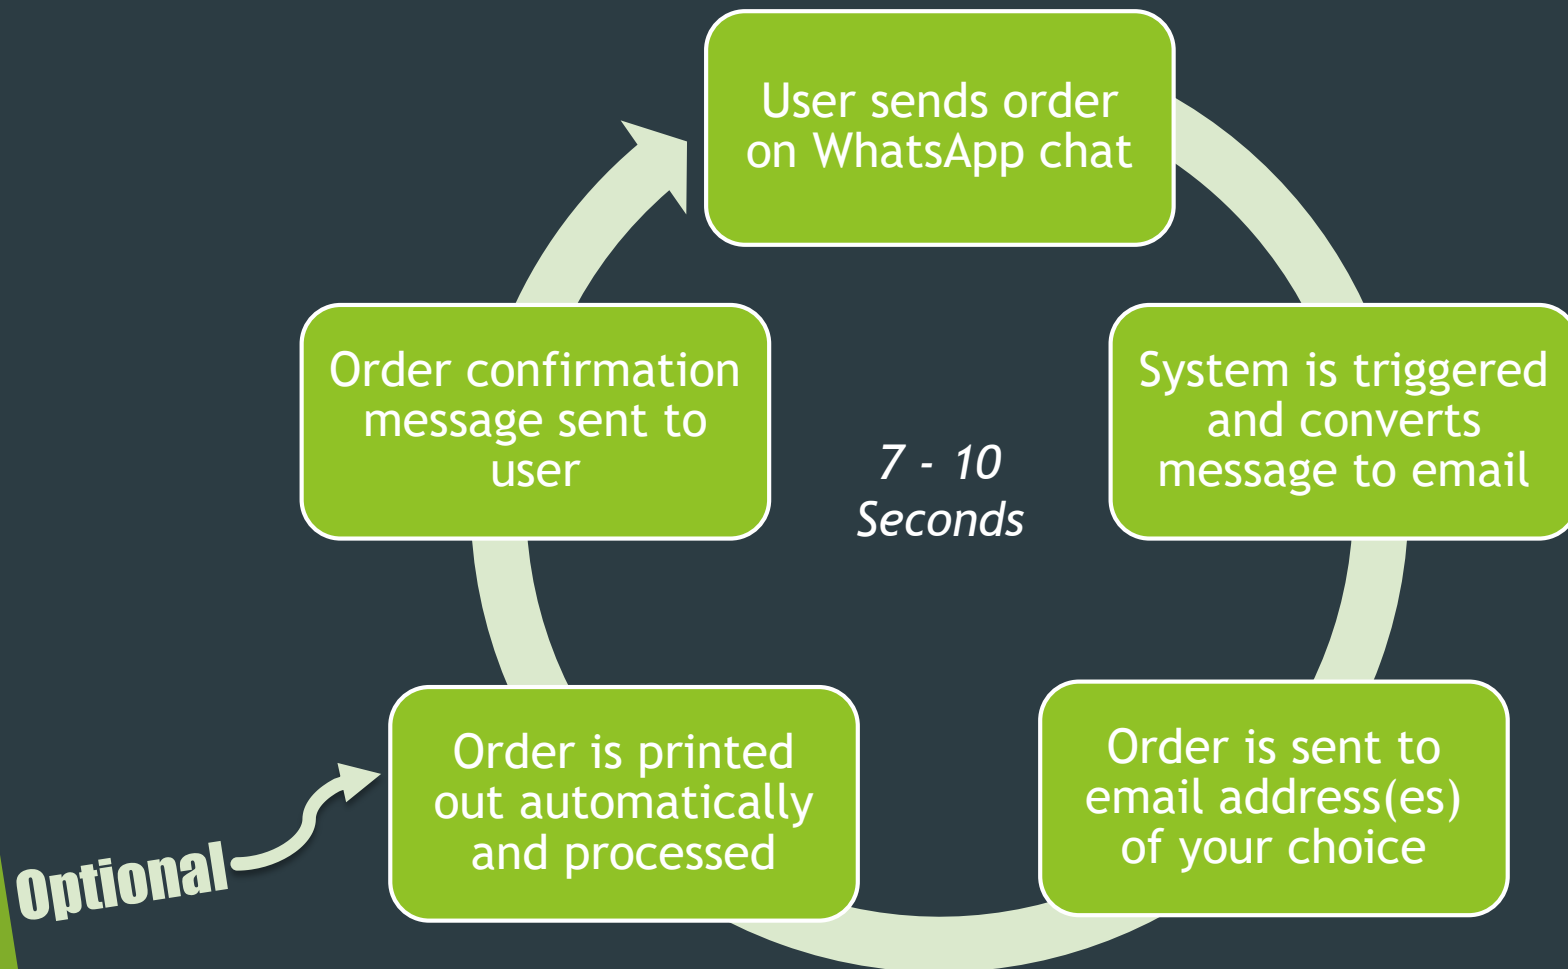 User sends order
on WhatsApp chat
System is triggered
and converts
message to email
Order is sent to
email address(es)
of your choice
Order is printed
out automatically
and processed
Order confirmation
message sent to
user
7 - 10
Seconds
Optional